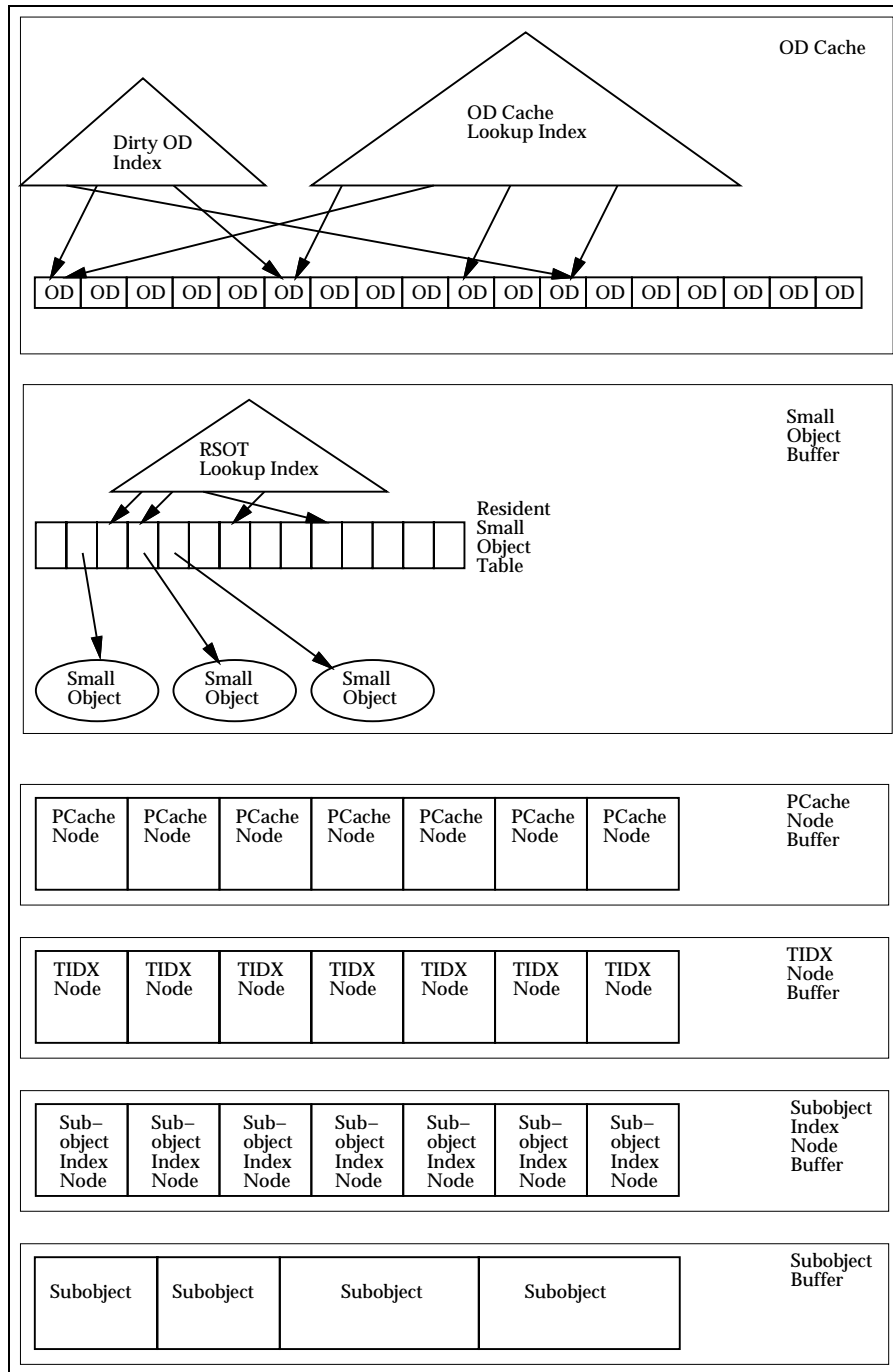 OD Cache
OD Cache
Lookup Index
Dirty OD
Index
OD OD OD OD OD OD OD OD OD OD OD OD OD OD OD OD OD OD
Small
Object
Buffer
RSOT
Lookup Index
Resident
Small
Object
Table
Small
Object
Small
Object
Small
Object
PCache
Node
PCache
Node
PCache
Node
PCache
Node
PCache
Node
PCache
Node
PCache
Node
PCache
Node
Buffer
TIDX
Node
TIDX
Node
TIDX
Node
TIDX
Node
TIDX
Node
TIDX
Node
TIDX
Node
TIDX
Node
Buffer
Sub–
object
Index
Node
Sub–
object
Index
Node
Sub–
object
Index
Node
Sub–
object
Index
Node
Sub–
object
Index
Node
Sub–
object
Index
Node
Sub–
object
Index
Node
Subobject
Index
Node
Buffer
Subobject
Subobject
Subobject
Subobject
Subobject
Buffer